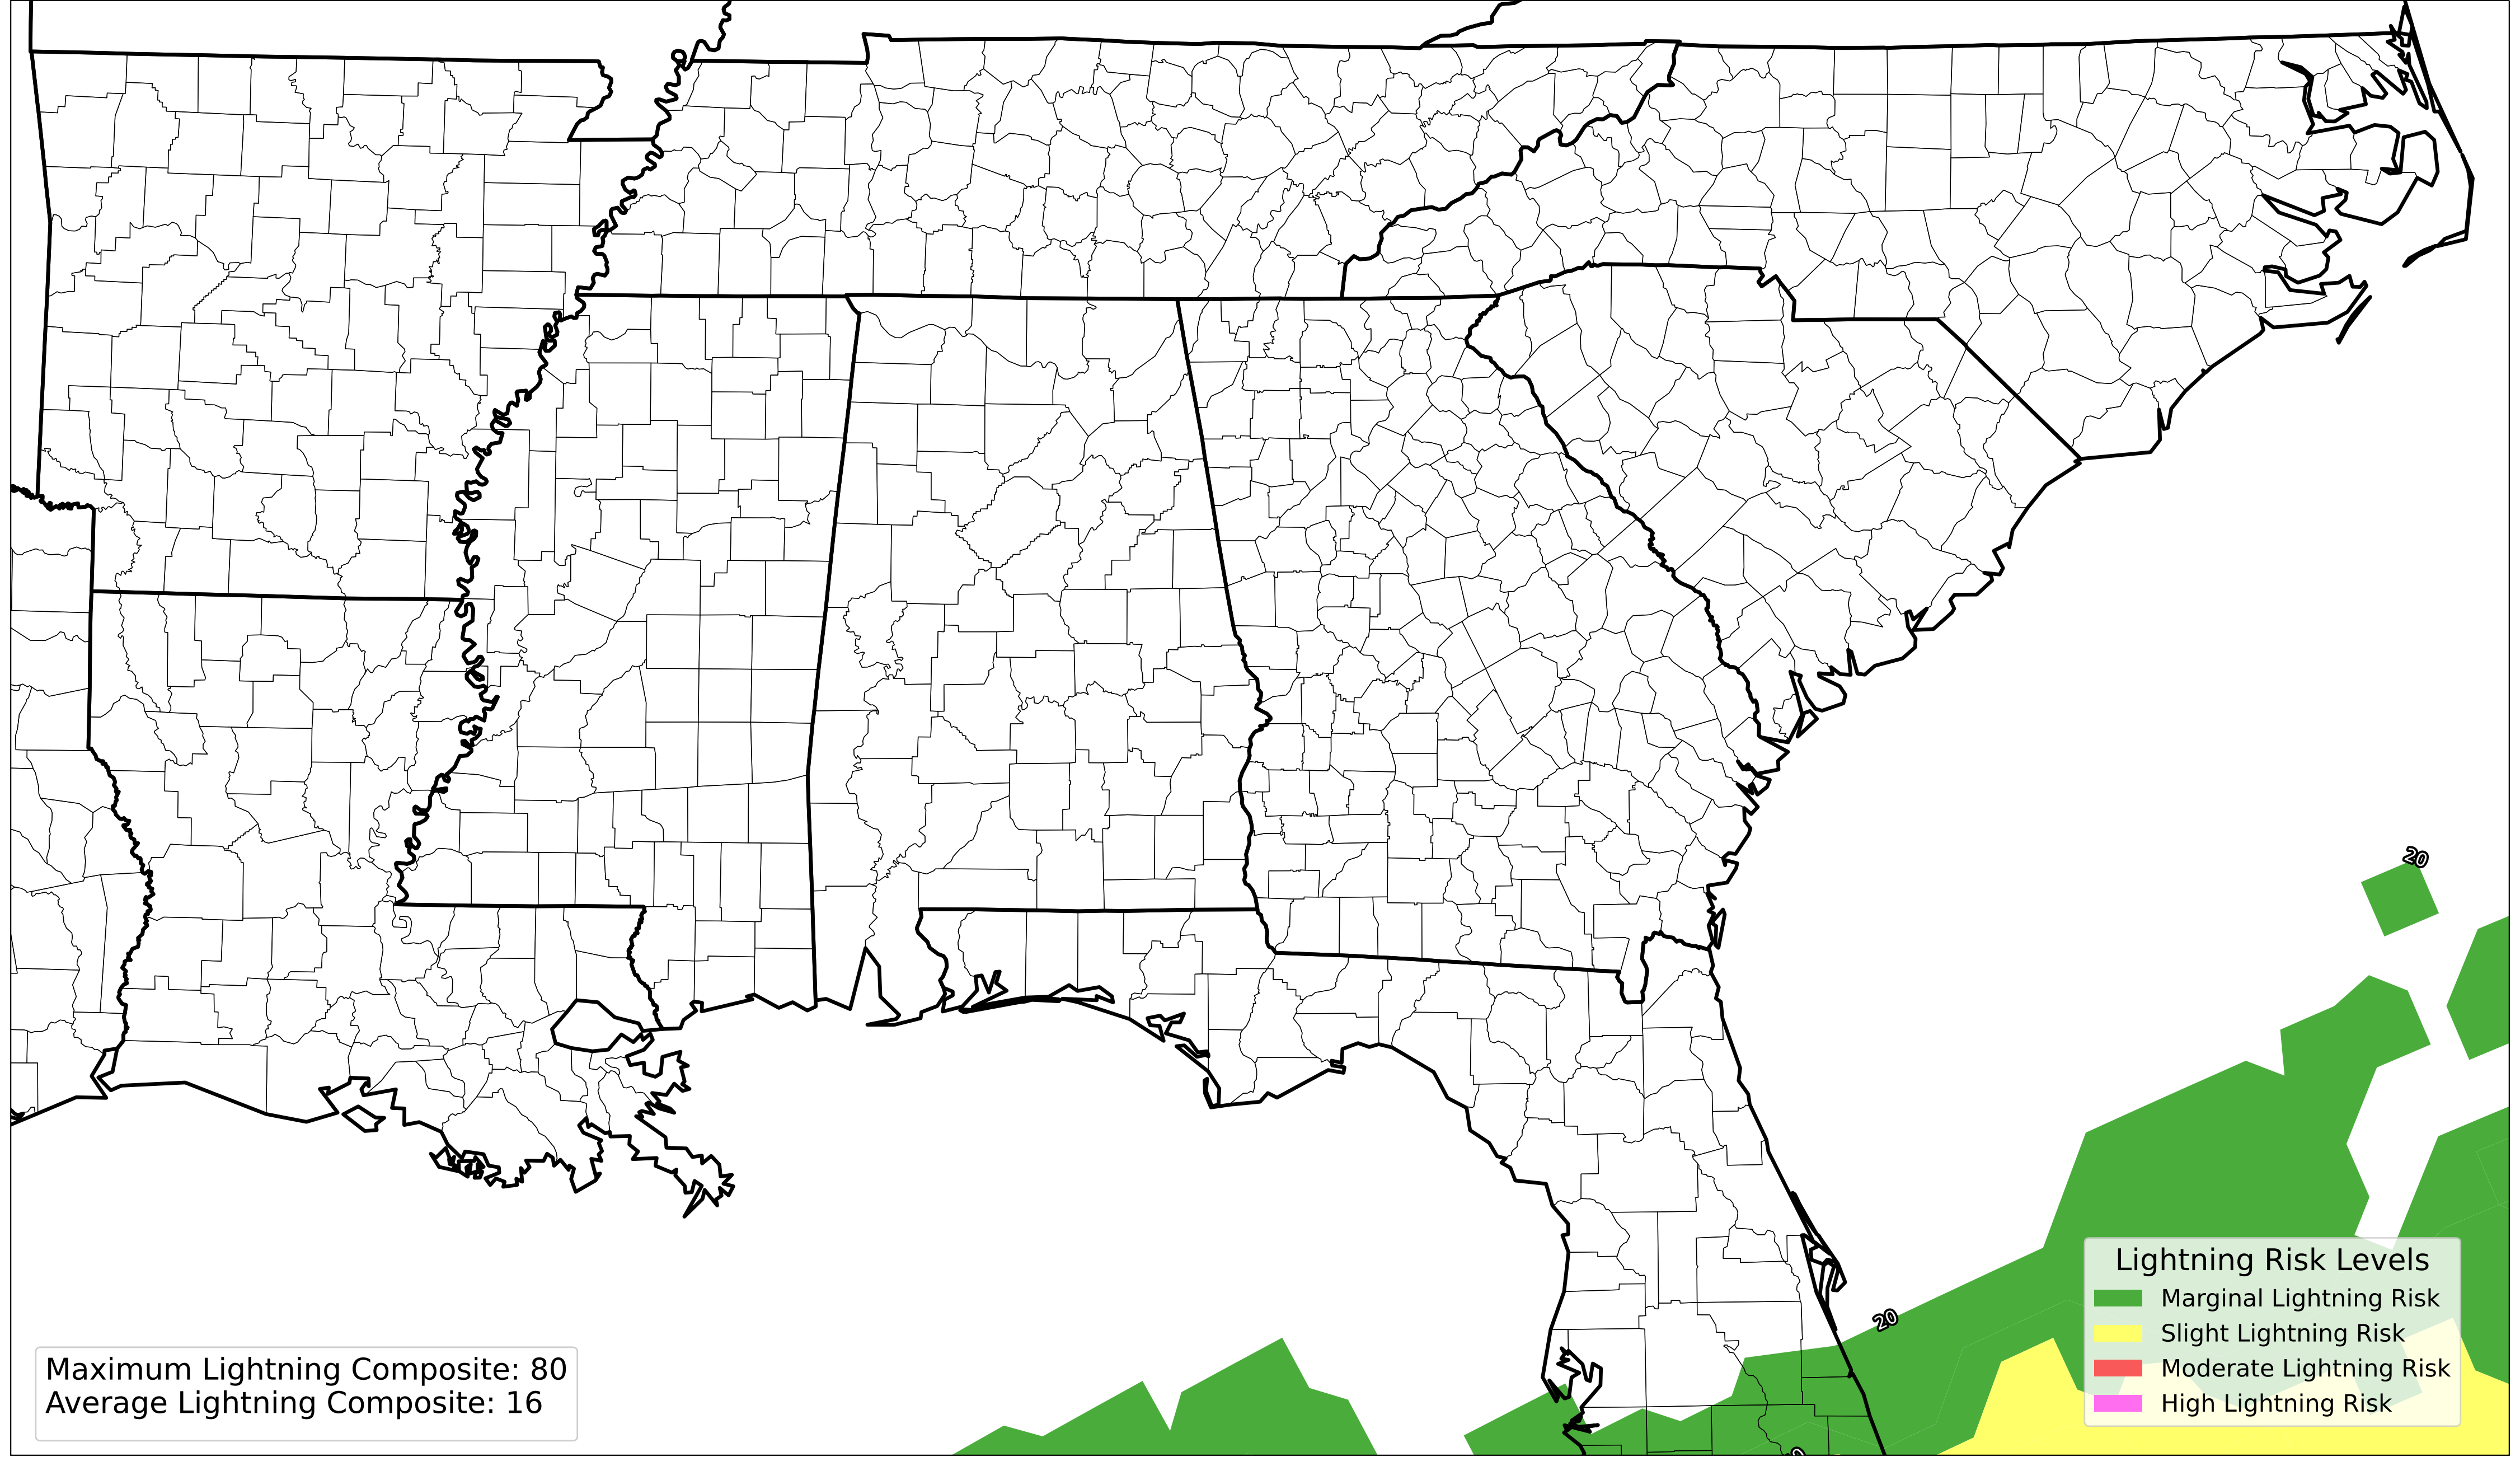 20
20
Lightning Risk Levels
Marginal Lightning Risk
Slight Lightning Risk
Moderate Lightning Risk
High Lightning Risk
Maximum Lightning Composite: 80
Average Lightning Composite: 16